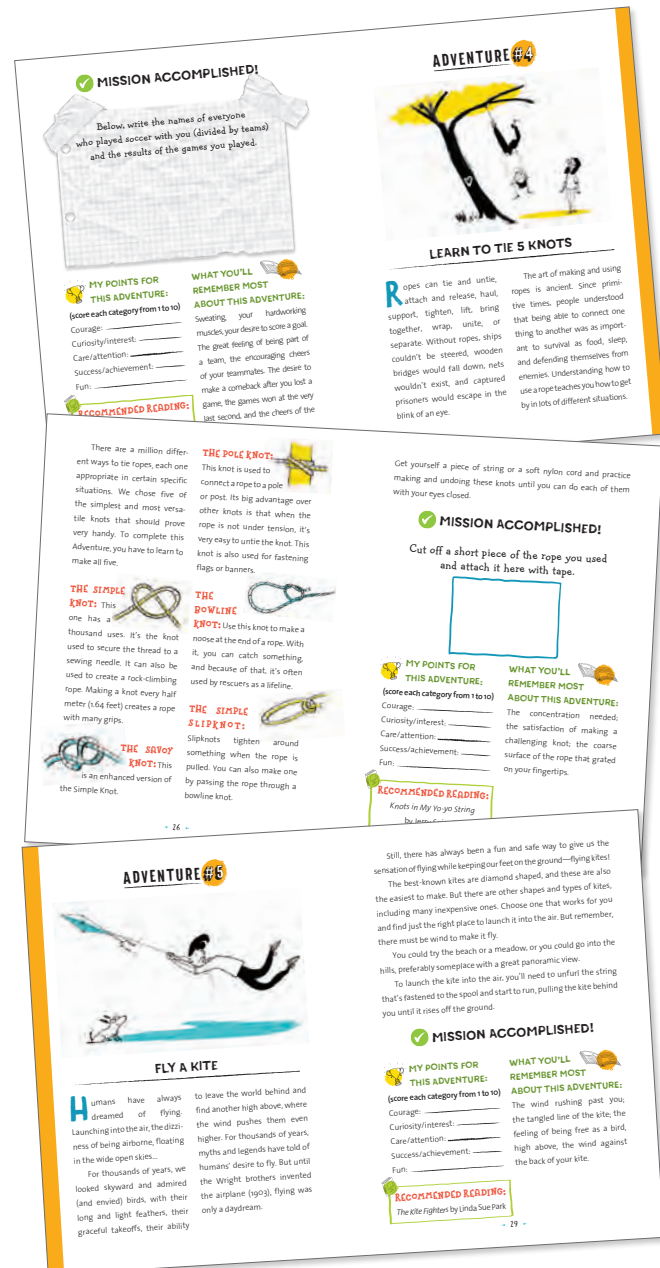 MISSION ACCOMPLISHED!
Below, write the names of everyone
who played soccer with you (divided by teams)
and the results of the games you played.
MY POINTS FOR
THIS ADVENTURE:
(score each category from 1 to 10)
Courage:
Curiosity/interest:
Care/attention:
Success/achievement:
Fun:
RECOMMENDED READING:
WHAT YOU'LL
REMEMBER MOST
ABOUT THIS ADVENTURE:
Sweating, your hardworking
muscles, your desire to score a goal.
The great feeling of being part of
a team, the encouraging cheers
of your teammates. The desire to
make a comeback after you lost a
game, the games won at the very
last second, and the cheers of the
ADVENTURE #4
LEARN TO TIE 5 KNOTS
Ropes can tie and untie,
attach and release, haul,
support, tighten, lift, bring
together, wrap, unite, or
separate. Without ropes, ships
couldn't be steered, wooden
bridges would fall down, nets
wouldn't exist, and captured
prisoners would escape in the
blink of an eye.
The art of making and using
ropes is ancient. Since primi-
tive times, people understood
that being able to connect one
thing to another was as import-
ant to survival as food, sleep,
and defending themselves from
enemies. Understanding how to
use a rope teaches you how to get
by in lots of different situations.
There are a million differ-
ent ways to tie ropes, each one
appropriate in certain specific
situations. We chose five of
the simplest and most versa-
tile knots that should prove
very handy. To complete this
Adventure, you have to learn to
make all five.
THE SIMPLE
KNOT: This
one has a
thousand uses. It's the knot
used to secure the thread to a
sewing needle. It can also be
used to create a rock-climbing
rope. Making a knot every half
meter (1.64 feet) creates a rope
with many grips.
THE SAVOY
KNOT: This
is an enhanced version of
the Simple Knot.
THE POLE KNOT:
This knot is used to
connect a rope to a pole
or post. Its big advantage over
other knots is that when the
rope is not under tension, it's
very easy to untie the knot. This
knot is also used for fastening
flags or banners.
THE
BOWLINE
KNOT: Use this knot to make a
noose at the end of a rope. With
it, you can catch something,
and because of that, it's often
used by rescuers as a lifeline.
THE SIMPLE
SLIPKNOT:
Slipknots tighten around
something when the rope is
pulled. You can also make one
by passing the rope through a
bowline knot.
26
Get yourself a piece of string or a soft nylon cord and practice
making and undoing these knots until you can do each of them
with your eyes closed.
MISSION ACCOMPLISHED!
Cut off a short piece of the rope you used
and attach it here with tape.
MY POINTS FOR
THIS ADVENTURE:
(score each category from 1 to 10)
Courage:
Curiosity/interest:
Care/attention:
Success/achievement:
Fun:
RECOMMENDED READING:
Knots in My Yo-yo String
WHAT YOU'LL
REMEMBER MOST
ABOUT THIS ADVENTURE:
The concentration needed;
the satisfaction of making a
challenging knot; the coarse
surface of the rope that grated
on your fingertips.
ADVENTURE #5
FLY A KITE
Humans have always
dreamed of flying.
Launching into the air, the dizzi-
ness of being airborne, floating
in the wide open skies...
For thousands of years, we
looked skyward and admired
(and envied) birds, with their
long and light feathers, their
graceful takeoffs, their ability
to leave the world behind and
find another high above, where
the wind pushes them even
higher. For thousands of years,
myths and legends have told of
humans' desire to fly. But until
the Wright brothers invented
the airplane (1903), flying was
only a daydream.
Still, there has always been a fun and safe way to give us the
sensation of flying while keeping our feet on the ground—flying kites!
The best-known kites are diamond shaped, and these are also
the easiest to make. But there are other shapes and types of kites,
including many inexpensive ones. Choose one that works for you
and find just the right place to launch it into the air. But remember,
there must be wind to make it fly.
You could try the beach or a meadow, or you could go into the
hills, preferably someplace with a great panoramic view.
To launch the kite into the air, you'll need to unfurl the string
that's fastened to the spool and start to run, pulling the kite behind
you until it rises off the ground.
MISSION ACCOMPLISHED!
MY POINTS FOR
THIS ADVENTURE:
(score each category from 1 to 10)
Courage:
Curiosity/interest:
Care/attention:
Success/achievement:
Fun:
WHAT YOU'LL
REMEMBER MOST
ABOUT THIS ADVENTURE:
The wind rushing past you;
the tangled line of the kite; the
feeling of being free as a bird,
high above, the wind against
the back of your kite.
RECOMMENDED READING:
The Kite Fighters by Linda Sue Park
29